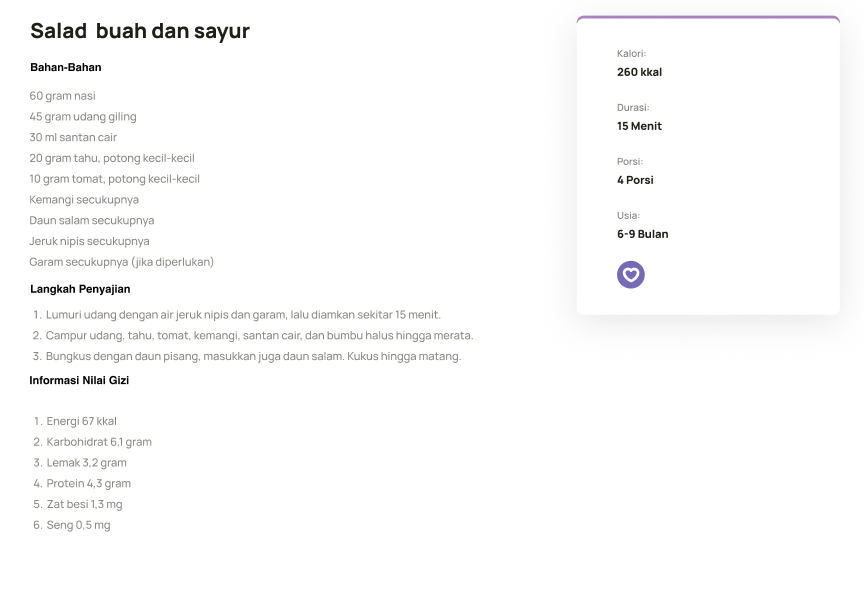 Salad buah dan sayur
Bahan-Bahan
60 gram nasi
45 gram udang giling
30 ml santan cair
20 gram tahu, potong kecil-kecil
10 gram tomat, potong kecil-kecil
Kemangi secukupnya
Daun salam secukupnya
Jeruk nipis secukupnya
Garam secukupnya (jika diperlukan)
Langkah Penyajian
1. Lumuri udang dengan air jeruk nipis dan garam, lalu diamkan sekitar 15 menit.
2. Campur udang, tahu, tomat, kemangi, santan cair, dan bumbu halus hingga merata.
3. Bungkus dengan daun pisang, masukkan juga daun salam. Kukus hingga matang.
Informasi Nilai Gizi
1. Energi 67 kkal
2. Karbohidrat 6,1 gram
3. Lemak 3,2 gram
4. Protein 4,3 gram
5. Zat besi 1,3 mg
6. Seng 0,5 mg
Kalori:
260 kkal
Durasi:
15 Menit
Porsi:
4 Porsi
Usia:
6-9 Bulan